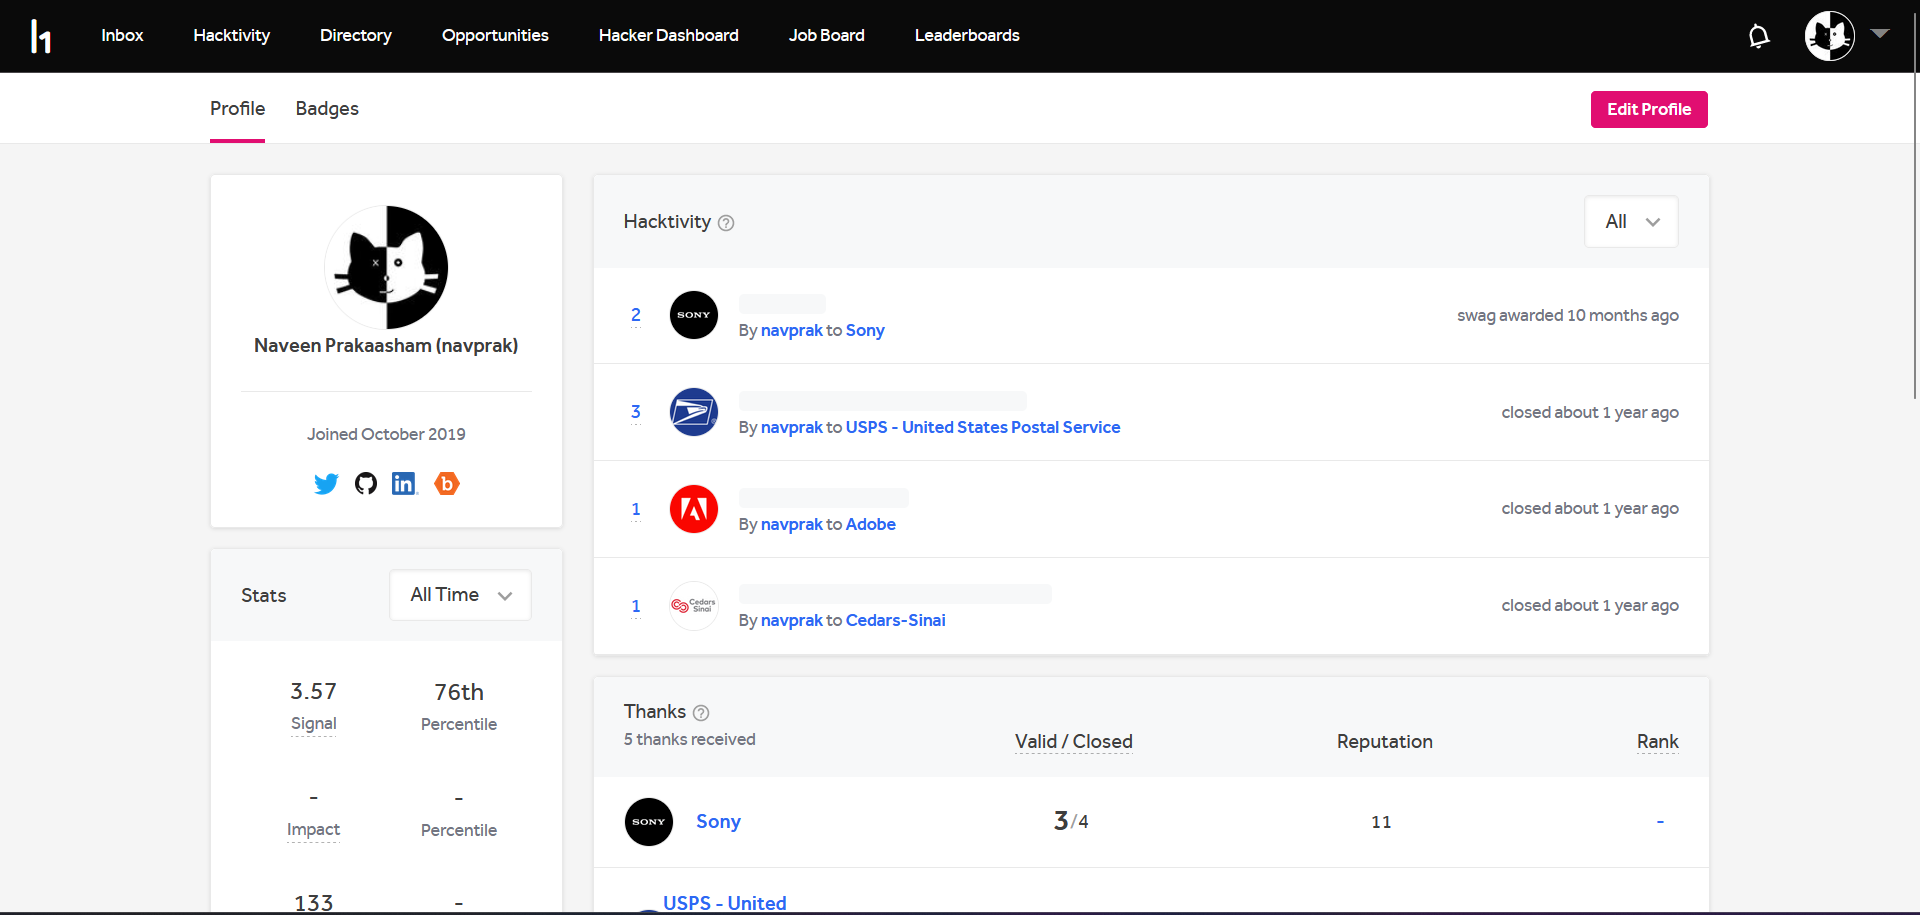 Inbox Hacktivity Directory Opportunities Hacker Dashboard Job Board Leaderboards
Profile Badges Edit Profile
Naveen Prakaasham (navprak)
Joined October 2019
Stats All Time
3.57 76th
Signal Percentile
- -
Impact Percentile
133 -
Hacktivity ? All
2 SONY swag awarded 10 months ago
By navprak to Sony
3 closed about 1 year ago
By navprak to USPS - United States Postal Service
1 closed about 1 year ago
By navprak to Adobe
1 Cedars Sinai closed about 1 year ago
By navprak to Cedars-Sinai
Thanks ?
5 thanks received
Valid / Closed Reputation Rank
SONY Sony 3/4 11 -
USPS - United